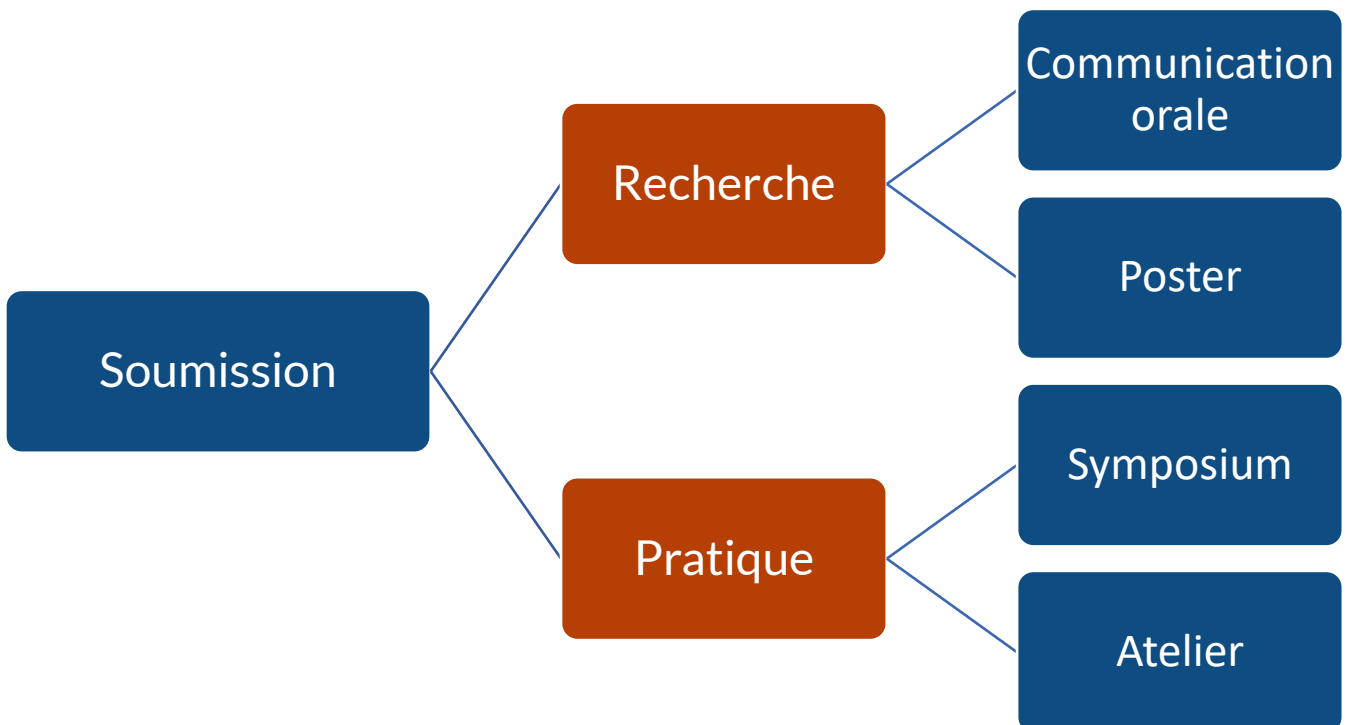 Communication
orale
Recherche
Poster
Soumission
Symposium
Pratique
Atelier